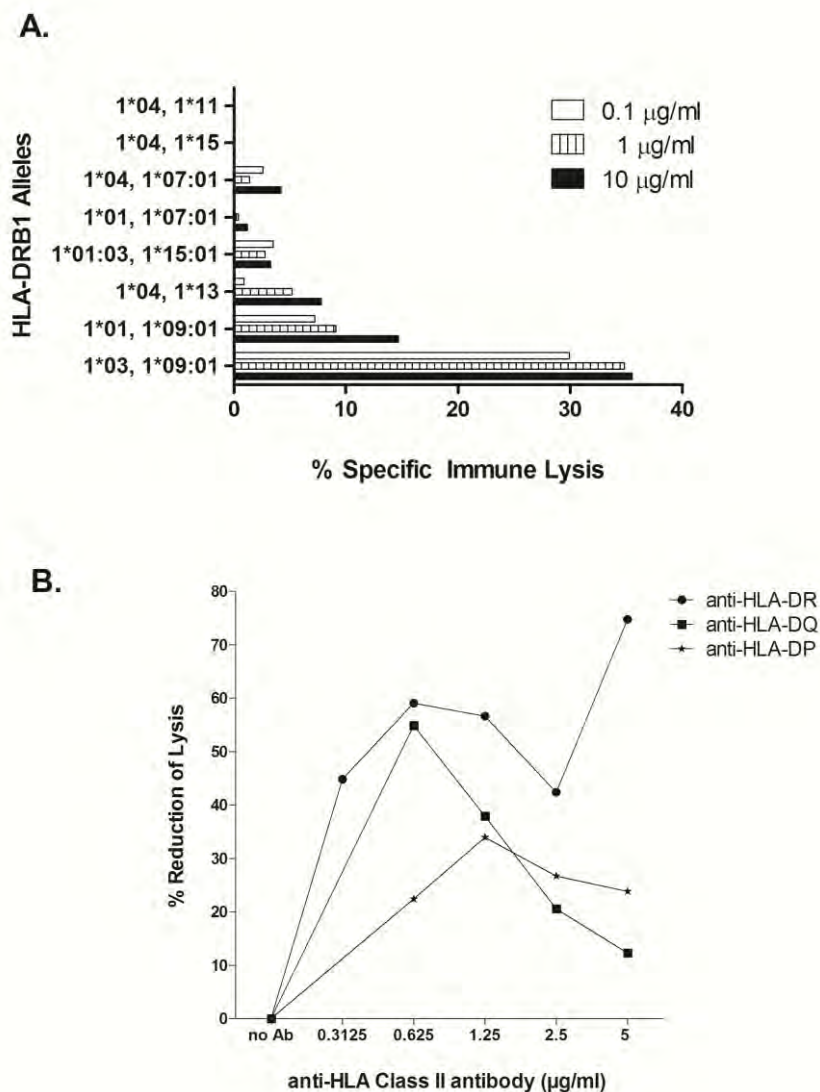 A.
HLA-DRB1 Alleles
1*04, 1*11
1*04, 1*15
1*04, 1*07:01
1*01, 1*07:01
1*01:03, 1*15:01
1*04, 1*13
1*01, 1*09:01
1*03, 1*09:01
0.1 μg/ml
1 μg/ml
10 μg/ml
0 10 20 30 40
% Specific Immune Lysis
B.
% Reduction of Lysis
80
70
60
50
40
30
20
10
0
anti-HLA-DR
anti-HLA-DQ
anti-HLA-DP
no Ab 0.3125 0.625 1.25 2.5 5
anti-HLA Class II antibody (μg/ml)